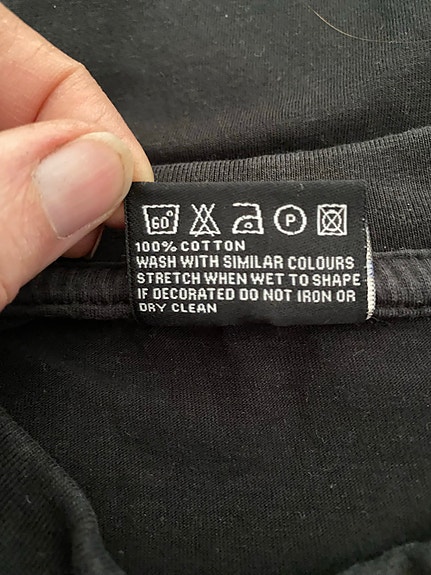 60°
P
100% COTTON
WASH WITH SIMILAR COLOURS
STRETCH WHEN WET TO SHAPE
IF DECORATED DO NOT IRON OR
DRY CLEAN